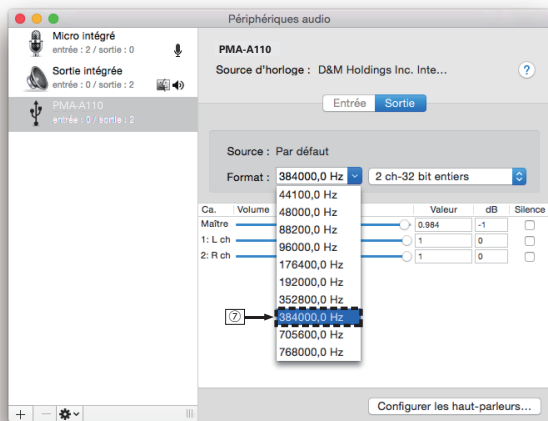 Périphériques audio
Micro intégré
entrée : 2 / sortie : 0
Sortie intégrée
entrée : 0 / sortie : 2
PMA-A110
entrée : 0 / sortie : 2
PMA-A110
Source d'horloge : D&M Holdings Inc. Inte...
?
Entrée
Sortie
Source : Par défaut
Format : 384000,0 Hz 2 ch-32 bit entiers
44100,0 Hz
48000,0 Hz
88200,0 Hz
96000,0 Hz
176400,0 Hz
192000,0 Hz
352800,0 Hz
⑦ 384000,0 Hz
705600,0 Hz
768000,0 Hz
Ca. Volume Valeur dB Silence
Maître 0.984 -1
1: L ch 1 0
2: R ch 1 0
Configurer les haut-parleurs...